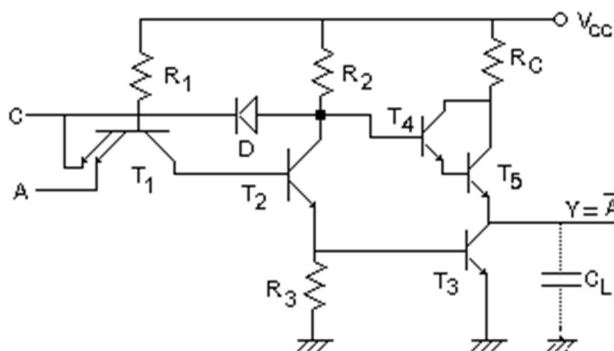 V_CC
R_1
R_2
R_C
C
T_4
D
A
T_1
T_2
T_5
Y=A̅
R_3
T_3
C_L